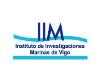 IIM
Instituto de Investigaciones
Marinas de Vigo